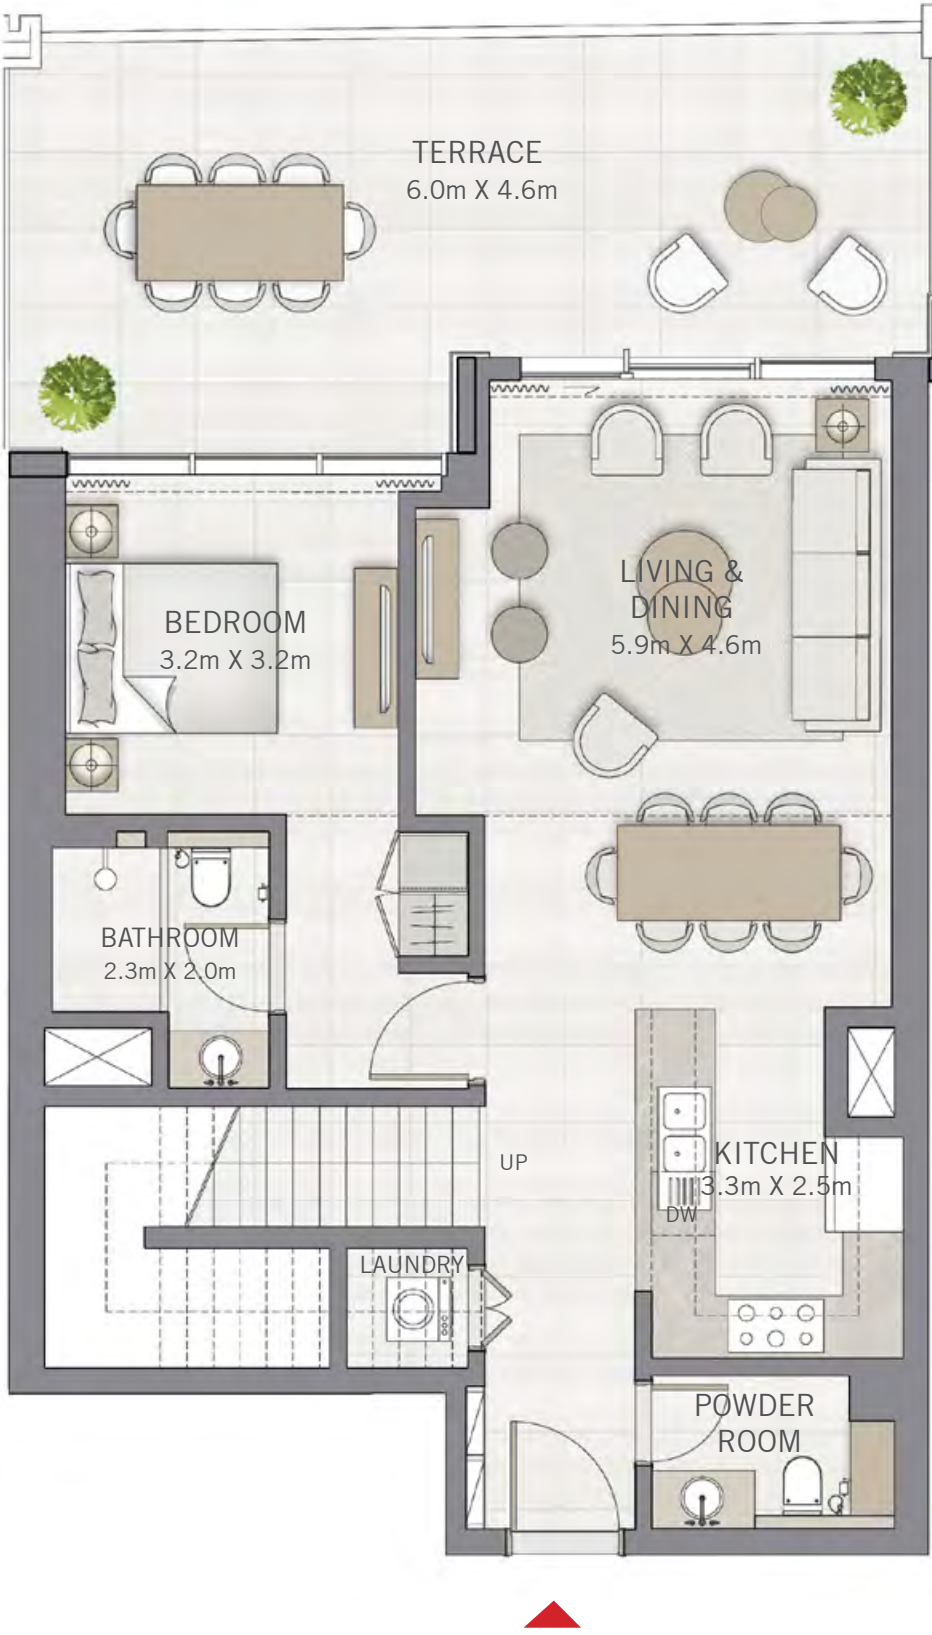 TERRACE
6.0m X 4.6m
LIVING &
DINING
5.9m X 4.6m
BEDROOM
3.2m X 3.2m
BATHROOM
2.3m X 2.0m
UP
KITCHEN
3.3m X 2.5m
DW
LAUNDRY
POWDER
ROOM